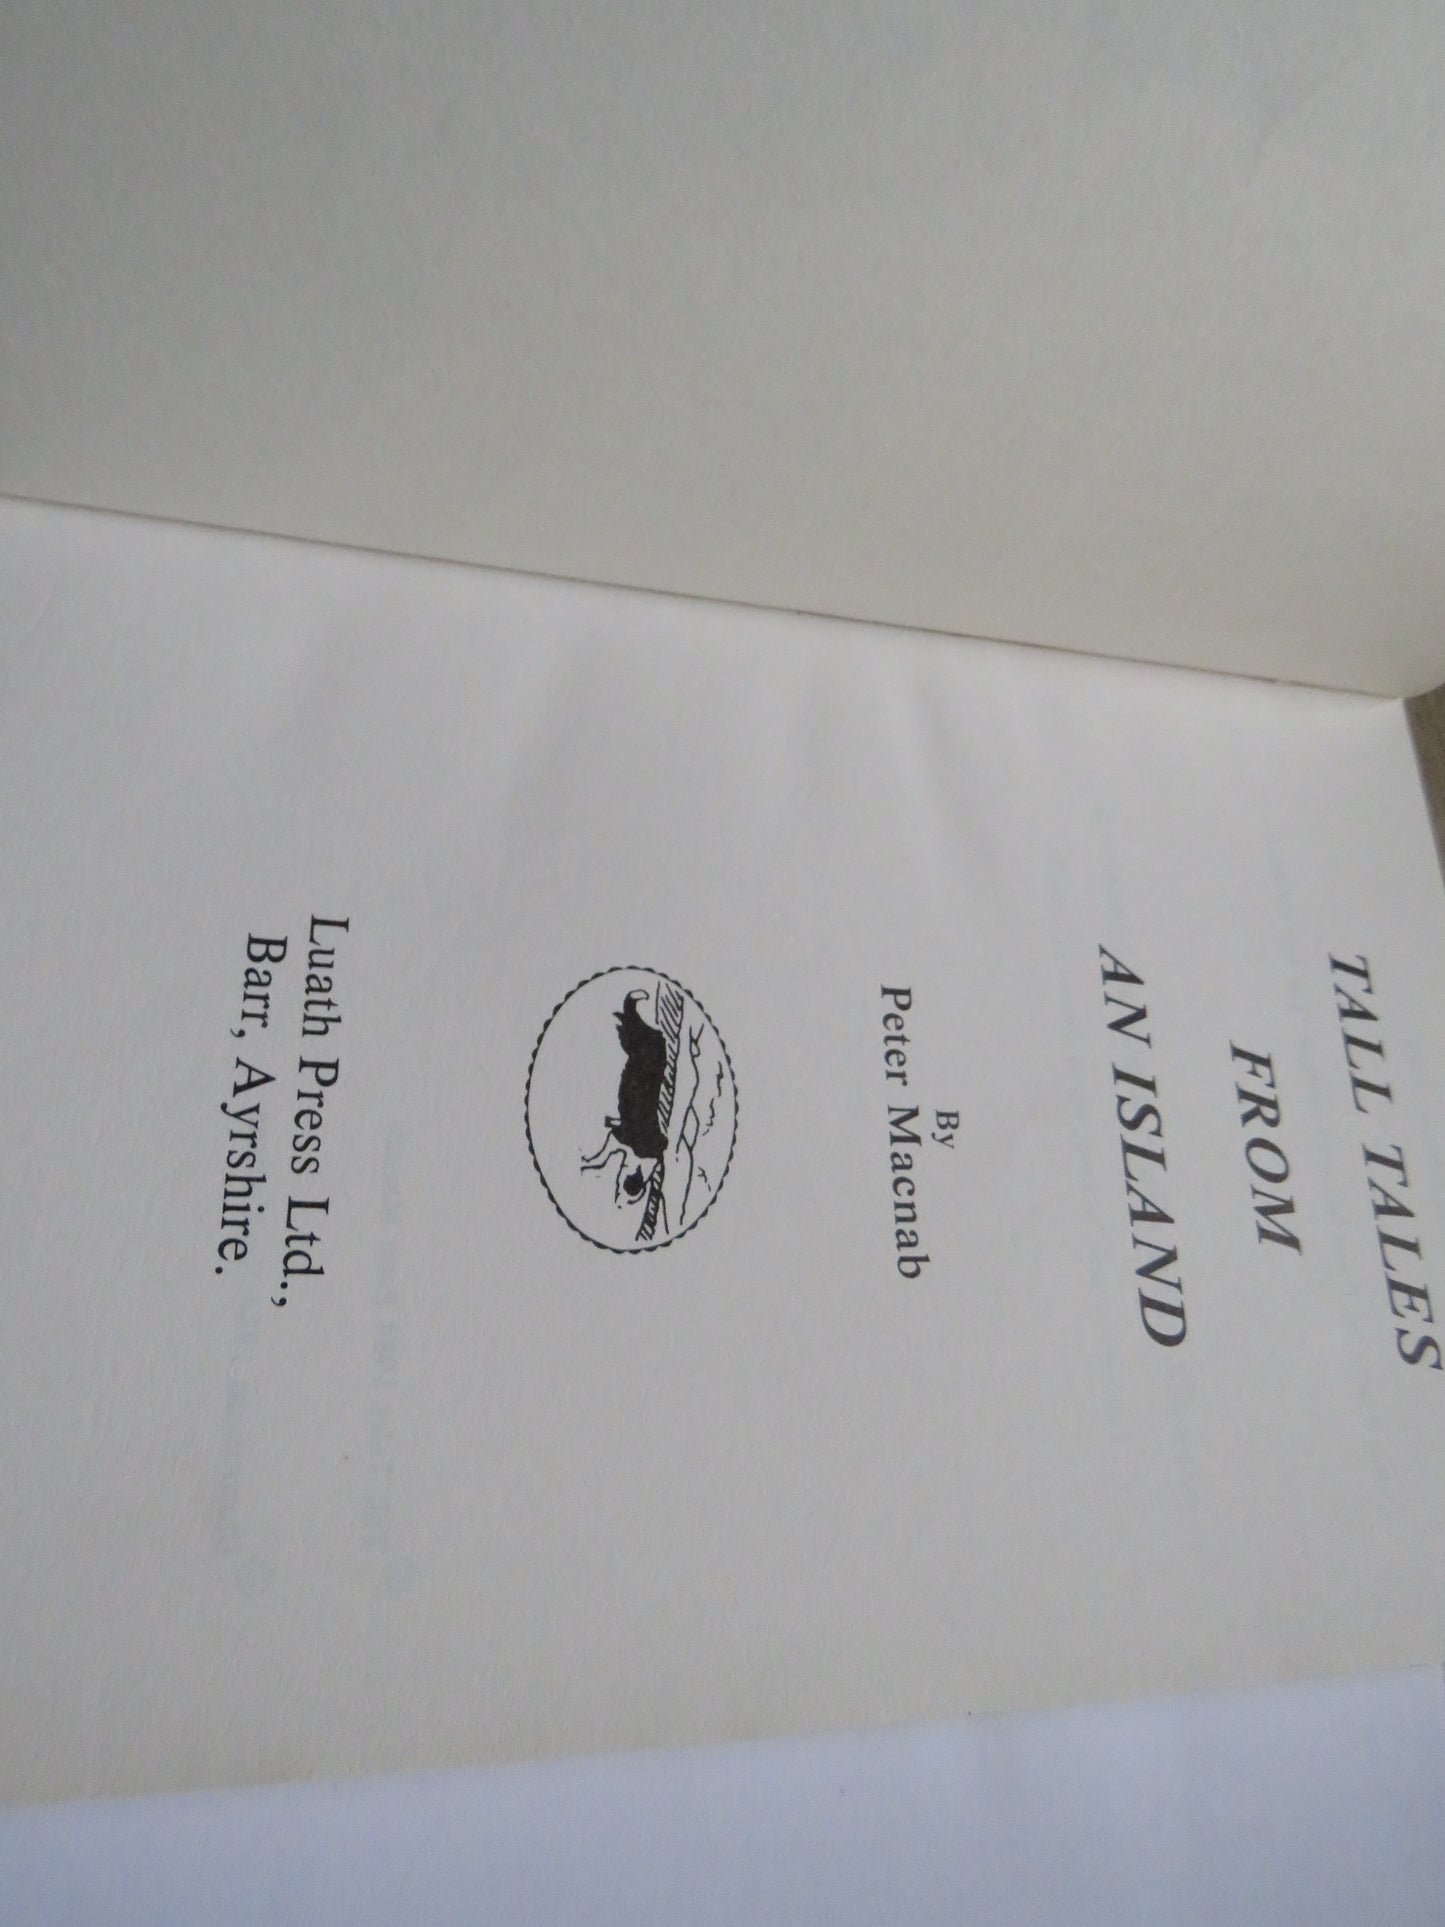 TALL TALES
FROM
AN ISLAND
By
Peter Macnab
Luath Press Ltd.,
Barr, Ayrshire.